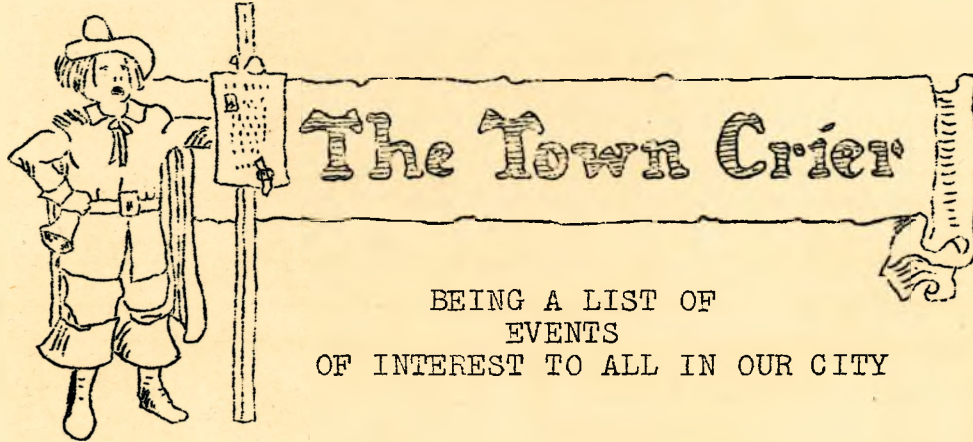 The Town Crier
BEING A LIST OF
EVENTS
OF INTEREST TO ALL IN OUR CITY